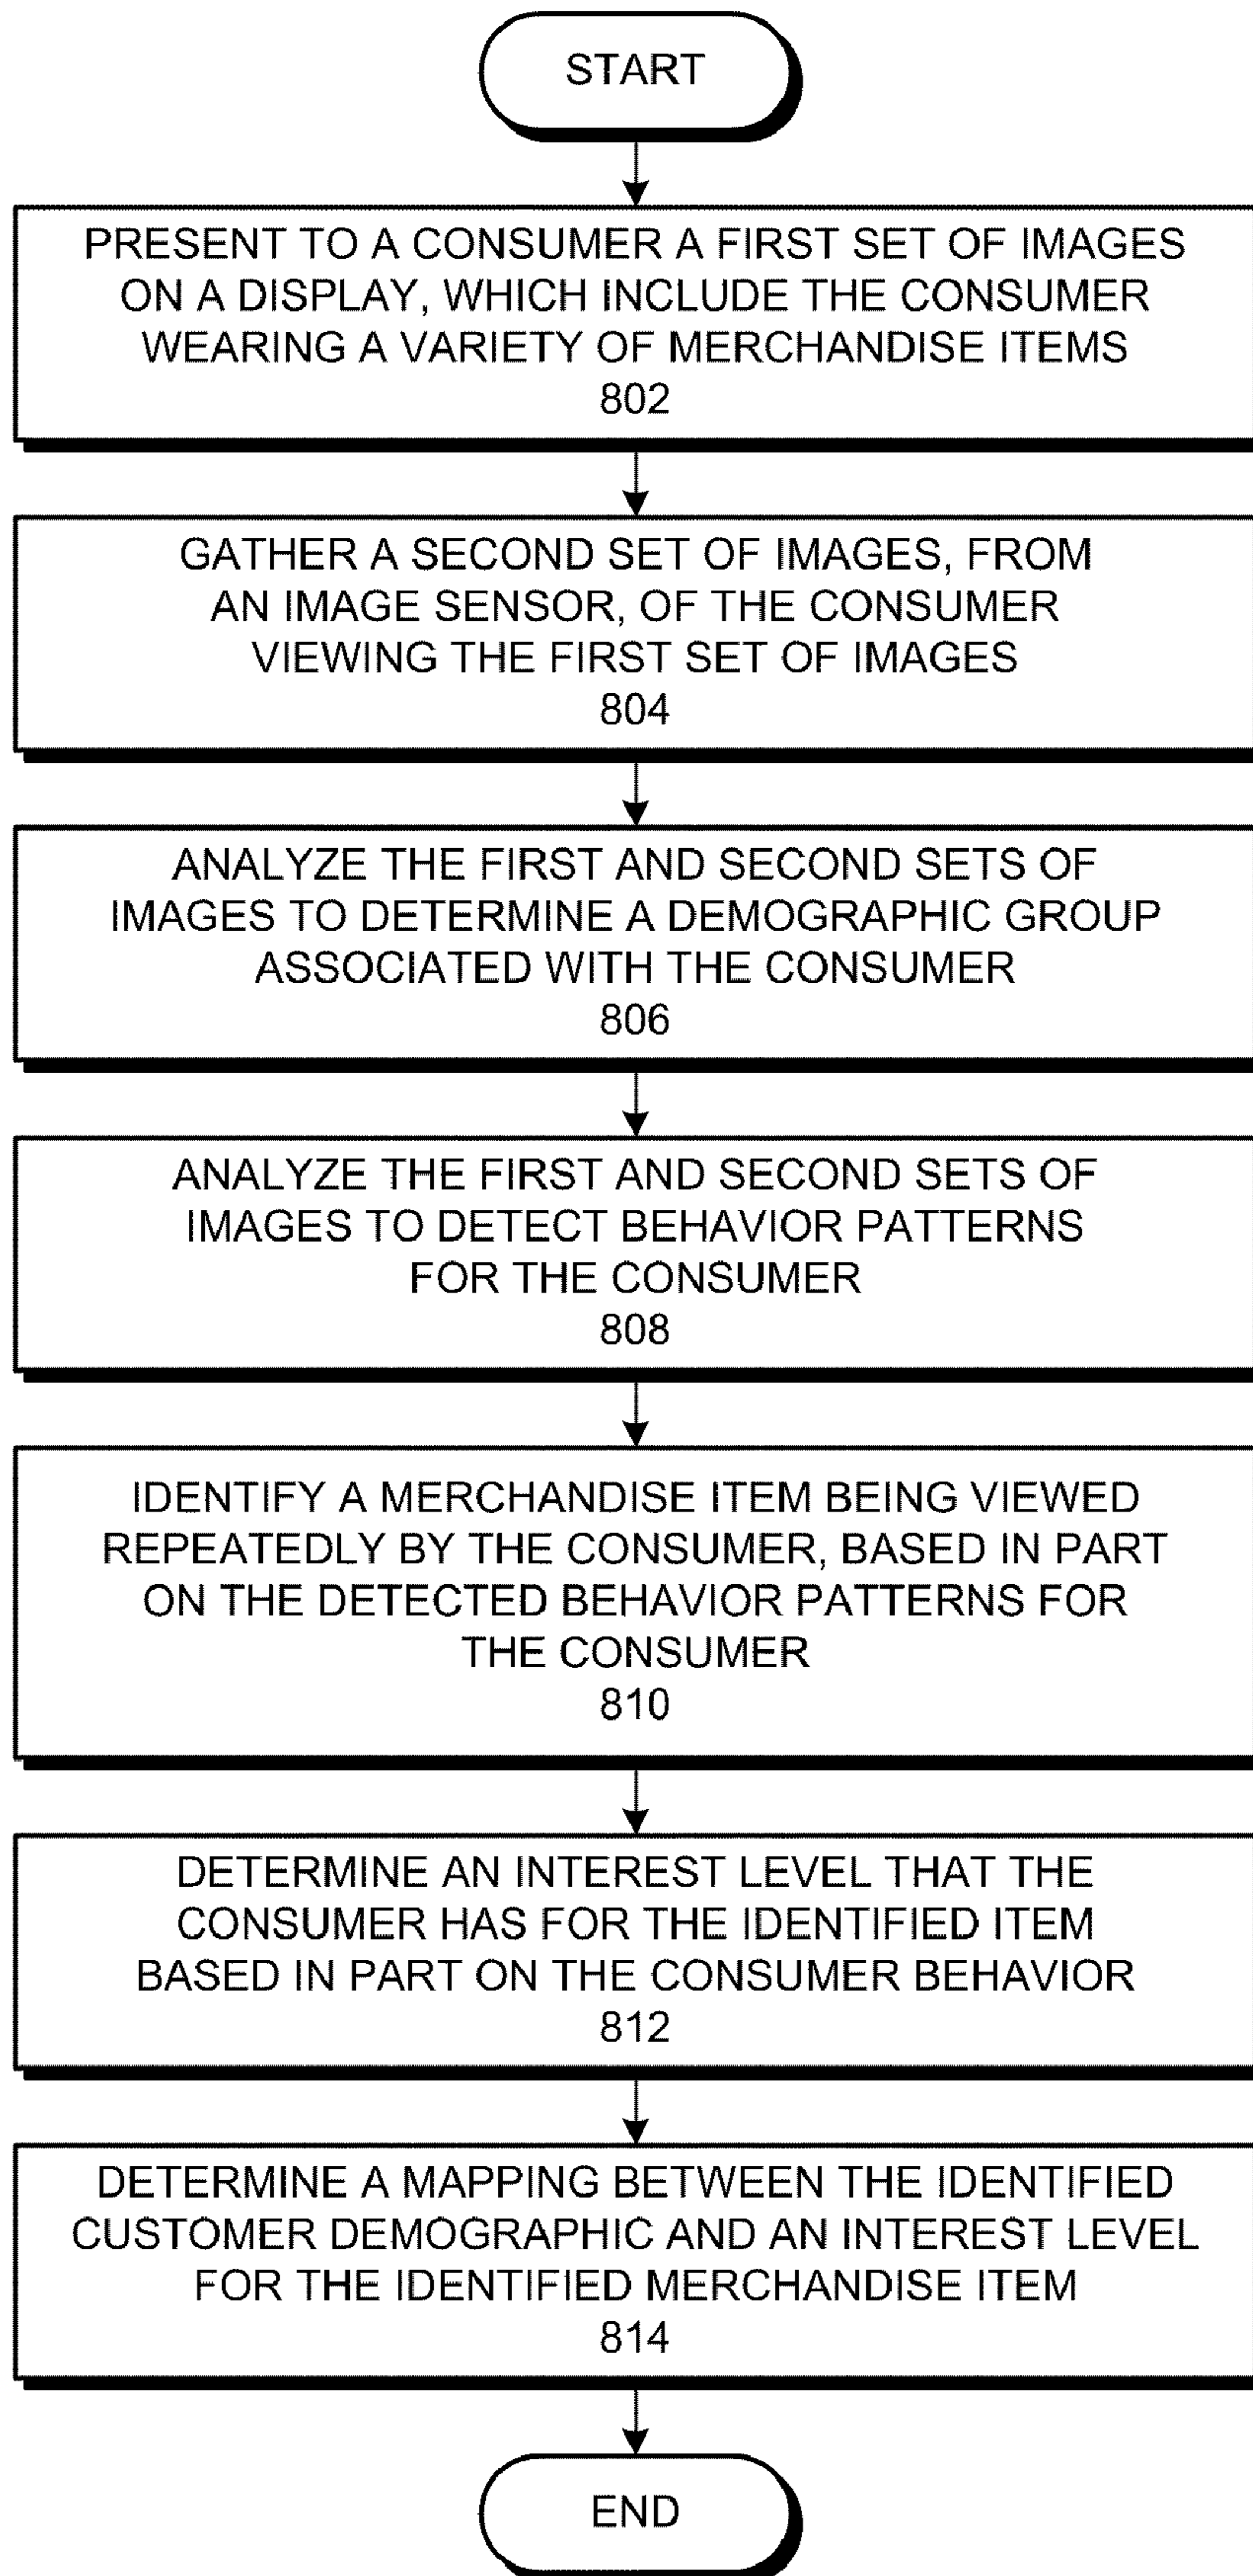 START
PRESENT TO A CONSUMER A FIRST SET OF IMAGES
ON A DISPLAY, WHICH INCLUDE THE CONSUMER
WEARING A VARIETY OF MERCHANDISE ITEMS
802
GATHER A SECOND SET OF IMAGES, FROM
AN IMAGE SENSOR, OF THE CONSUMER
VIEWING THE FIRST SET OF IMAGES
804
ANALYZE THE FIRST AND SECOND SETS OF
IMAGES TO DETERMINE A DEMOGRAPHIC GROUP
ASSOCIATED WITH THE CONSUMER
806
ANALYZE THE FIRST AND SECOND SETS OF
IMAGES TO DETECT BEHAVIOR PATTERNS
FOR THE CONSUMER
808
IDENTIFY A MERCHANDISE ITEM BEING VIEWED
REPEATEDLY BY THE CONSUMER, BASED IN PART
ON THE DETECTED BEHAVIOR PATTERNS FOR
THE CONSUMER
810
DETERMINE AN INTEREST LEVEL THAT THE
CONSUMER HAS FOR THE IDENTIFIED ITEM
BASED IN PART ON THE CONSUMER BEHAVIOR
812
DETERMINE A MAPPING BETWEEN THE IDENTIFIED
CUSTOMER DEMOGRAPHIC AND AN INTEREST LEVEL
FOR THE IDENTIFIED MERCHANDISE ITEM
814
END